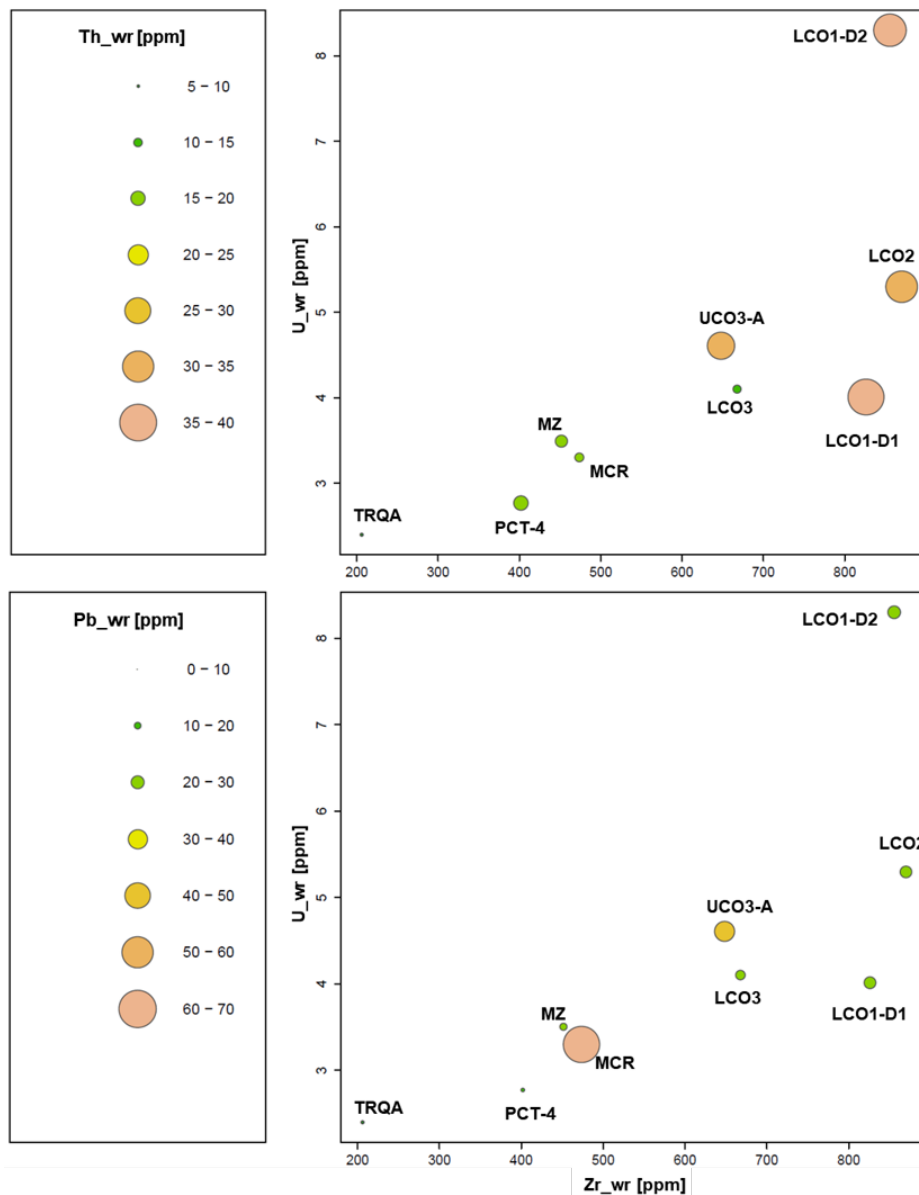 Th_wr [ppm]
5 − 10
10 − 15
15 − 20
20 − 25
25 − 30
30 − 35
35 − 40
U_wr [ppm]
8
7
6
5
4
3
LCO1-D2
LCO2
UCO3-A
LCO3
LCO1-D1
MZ
MCR
TRQA
PCT-4
200 300 400 500 600 700 800
Pb_wr [ppm]
0 − 10
10 − 20
20 − 30
30 − 40
40 − 50
50 − 60
60 − 70
U_wr [ppm]
8
7
6
5
4
3
LCO1-D2
LCO2
UCO3-A
LCO3
LCO1-D1
MZ
MCR
TRQA
PCT-4
200 300 400 500 600 700 800
Zr_wr [ppm]